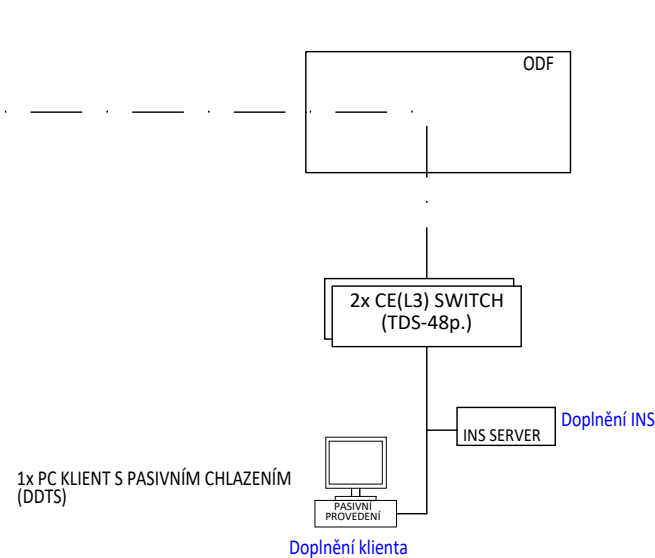 ODF
2x CE(L3) SWITCH
(TDS-48p.)
Doplnění INS
INS SERVER
1x PC KLIENT S PASIVNÍM CHLAZENÍM
(DDTS)
PASIVNÍ
PROVEDENÍ
Doplnění klienta